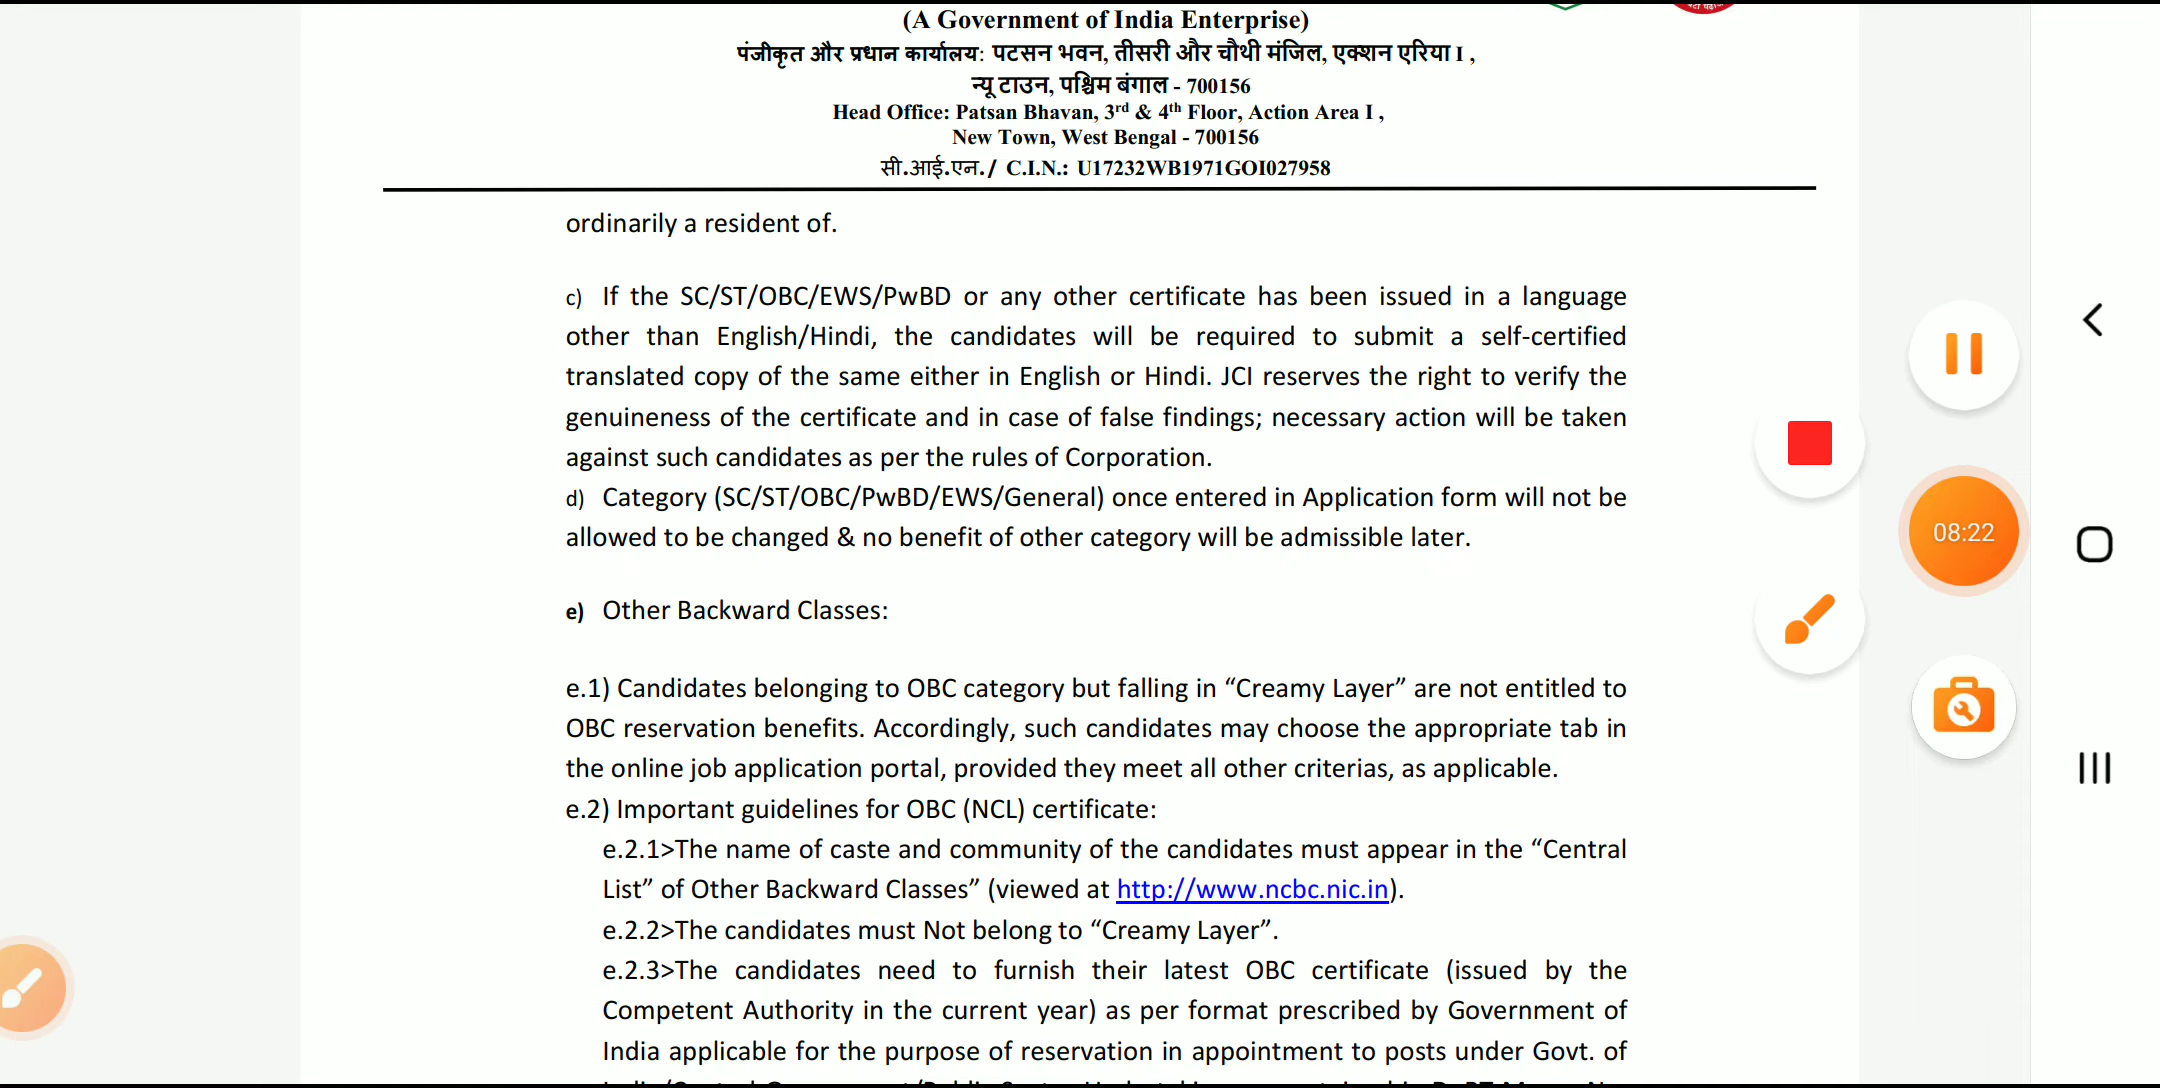 (A Government of India Enterprise)
पंजीकृत और प्रधान कार्यालय: पटसन भवन, तीसरी और चौथी मंजिल, एक्शन एरिया I ,
न्यू टाउन, पश्चिम बंगाल - 700156
Head Office: Patsan Bhavan, 3rd & 4th Floor, Action Area I ,
New Town, West Bengal - 700156
सी.आई.एन./ C.I.N.: U17232WB1971GOI027958
ordinarily a resident of.
c) If the SC/ST/OBC/EWS/PwBD or any other certificate has been issued in a language
other than English/Hindi, the candidates will be required to submit a self-certified
translated copy of the same either in English or Hindi. JCI reserves the right to verify the
genuineness of the certificate and in case of false findings; necessary action will be taken
against such candidates as per the rules of Corporation.
d) Category (SC/ST/OBC/PwBD/EWS/General) once entered in Application form will not be
allowed to be changed & no benefit of other category will be admissible later.
e) Other Backward Classes:
e.1) Candidates belonging to OBC category but falling in “Creamy Layer” are not entitled to
OBC reservation benefits. Accordingly, such candidates may choose the appropriate tab in
the online job application portal, provided they meet all other criterias, as applicable.
e.2) Important guidelines for OBC (NCL) certificate:
e.2.1>The name of caste and community of the candidates must appear in the “Central
List” of Other Backward Classes” (viewed at http://www.ncbc.nic.in).
e.2.2>The candidates must Not belong to “Creamy Layer”.
e.2.3>The candidates need to furnish their latest OBC certificate (issued by the
Competent Authority in the current year) as per format prescribed by Government of
India applicable for the purpose of reservation in appointment to posts under Govt. of
08:22